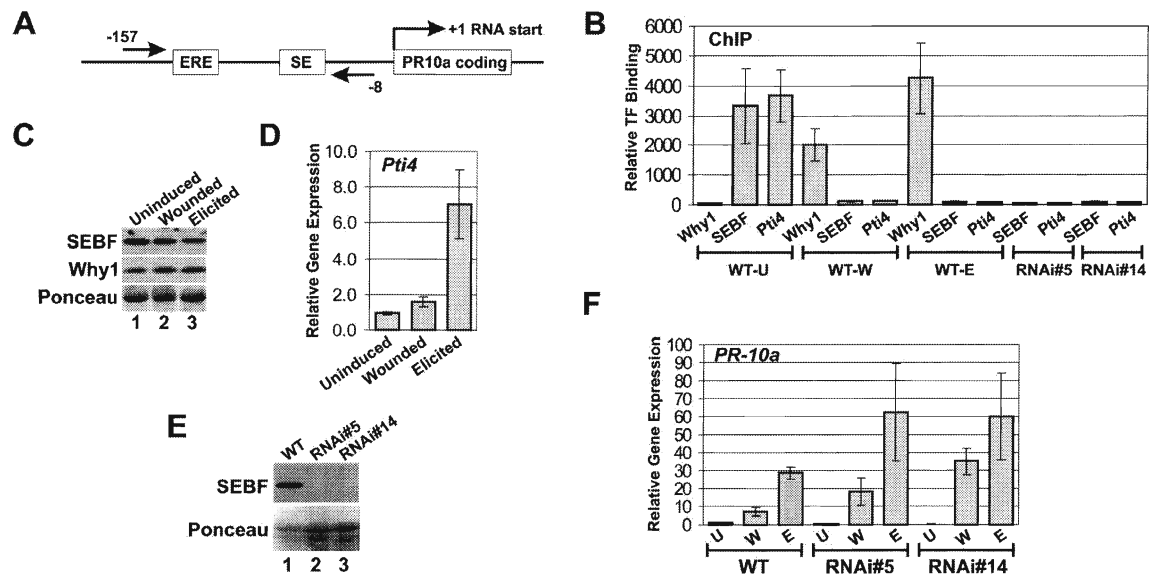 A
-157
ERE
SE
+1 RNA start
PR10a coding
-8
B
ChIP
Relative TF Binding
6000
5000
4000
3000
2000
1000
0
Why1 SEBF Pti4 Why1 SEBF Pti4 Why1 SEBF Pti4 SEBF Pti4 SEBF Pti4
WT-U WT-W WT-E RNAi#5 RNAi#14
C
Uninduced Wounded Elicited
SEBF
Why1
Ponceau
1 2 3
D
Pti4
Relative Gene Expression
10.0
8.0
6.0
4.0
2.0
0.0
Uninduced Wounded Elicited
E
WT RNAi#5 RNAi#14
SEBF
Ponceau
1 2 3
F
PR-10a
Relative Gene Expression
100
90
80
70
60
50
40
30
20
10
0
U W E U W E U W E
WT RNAi#5 RNAi#14